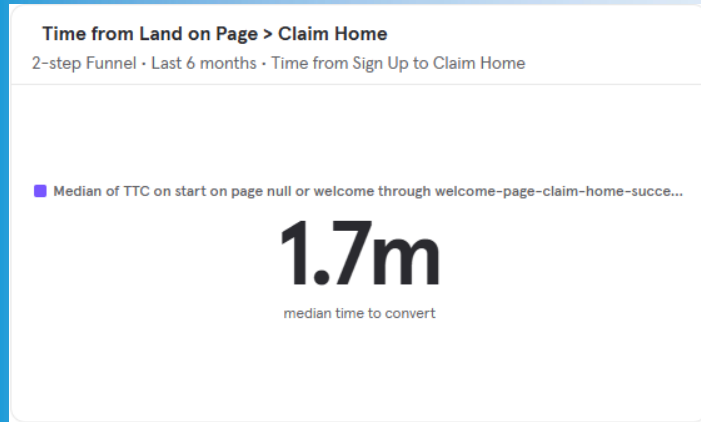 Time from Land on Page > Claim Home
2-step Funnel • Last 6 months • Time from Sign Up to Claim Home
Median of TTC on start on page null or welcome through welcome-page-claim-home-succe...
1.7m
median time to convert